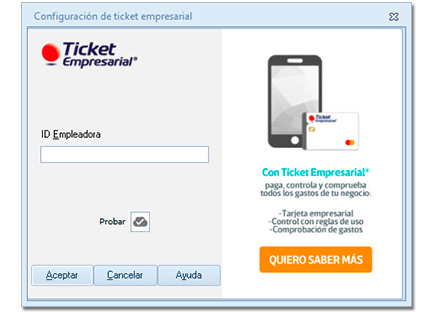 Configuración de ticket empresarial
Ticket
Empresarial®
ID Empleadora
Probar
Aceptar
Cancelar
Ayuda
Ticket
Empresarial
Con Ticket Empresarial®
paga, controla y comprueba
todos los gastos de tu negocio:
-Tarjeta empresarial
-Control con reglas de uso
-Comprobación de gastos
QUIERO SABER MÁS